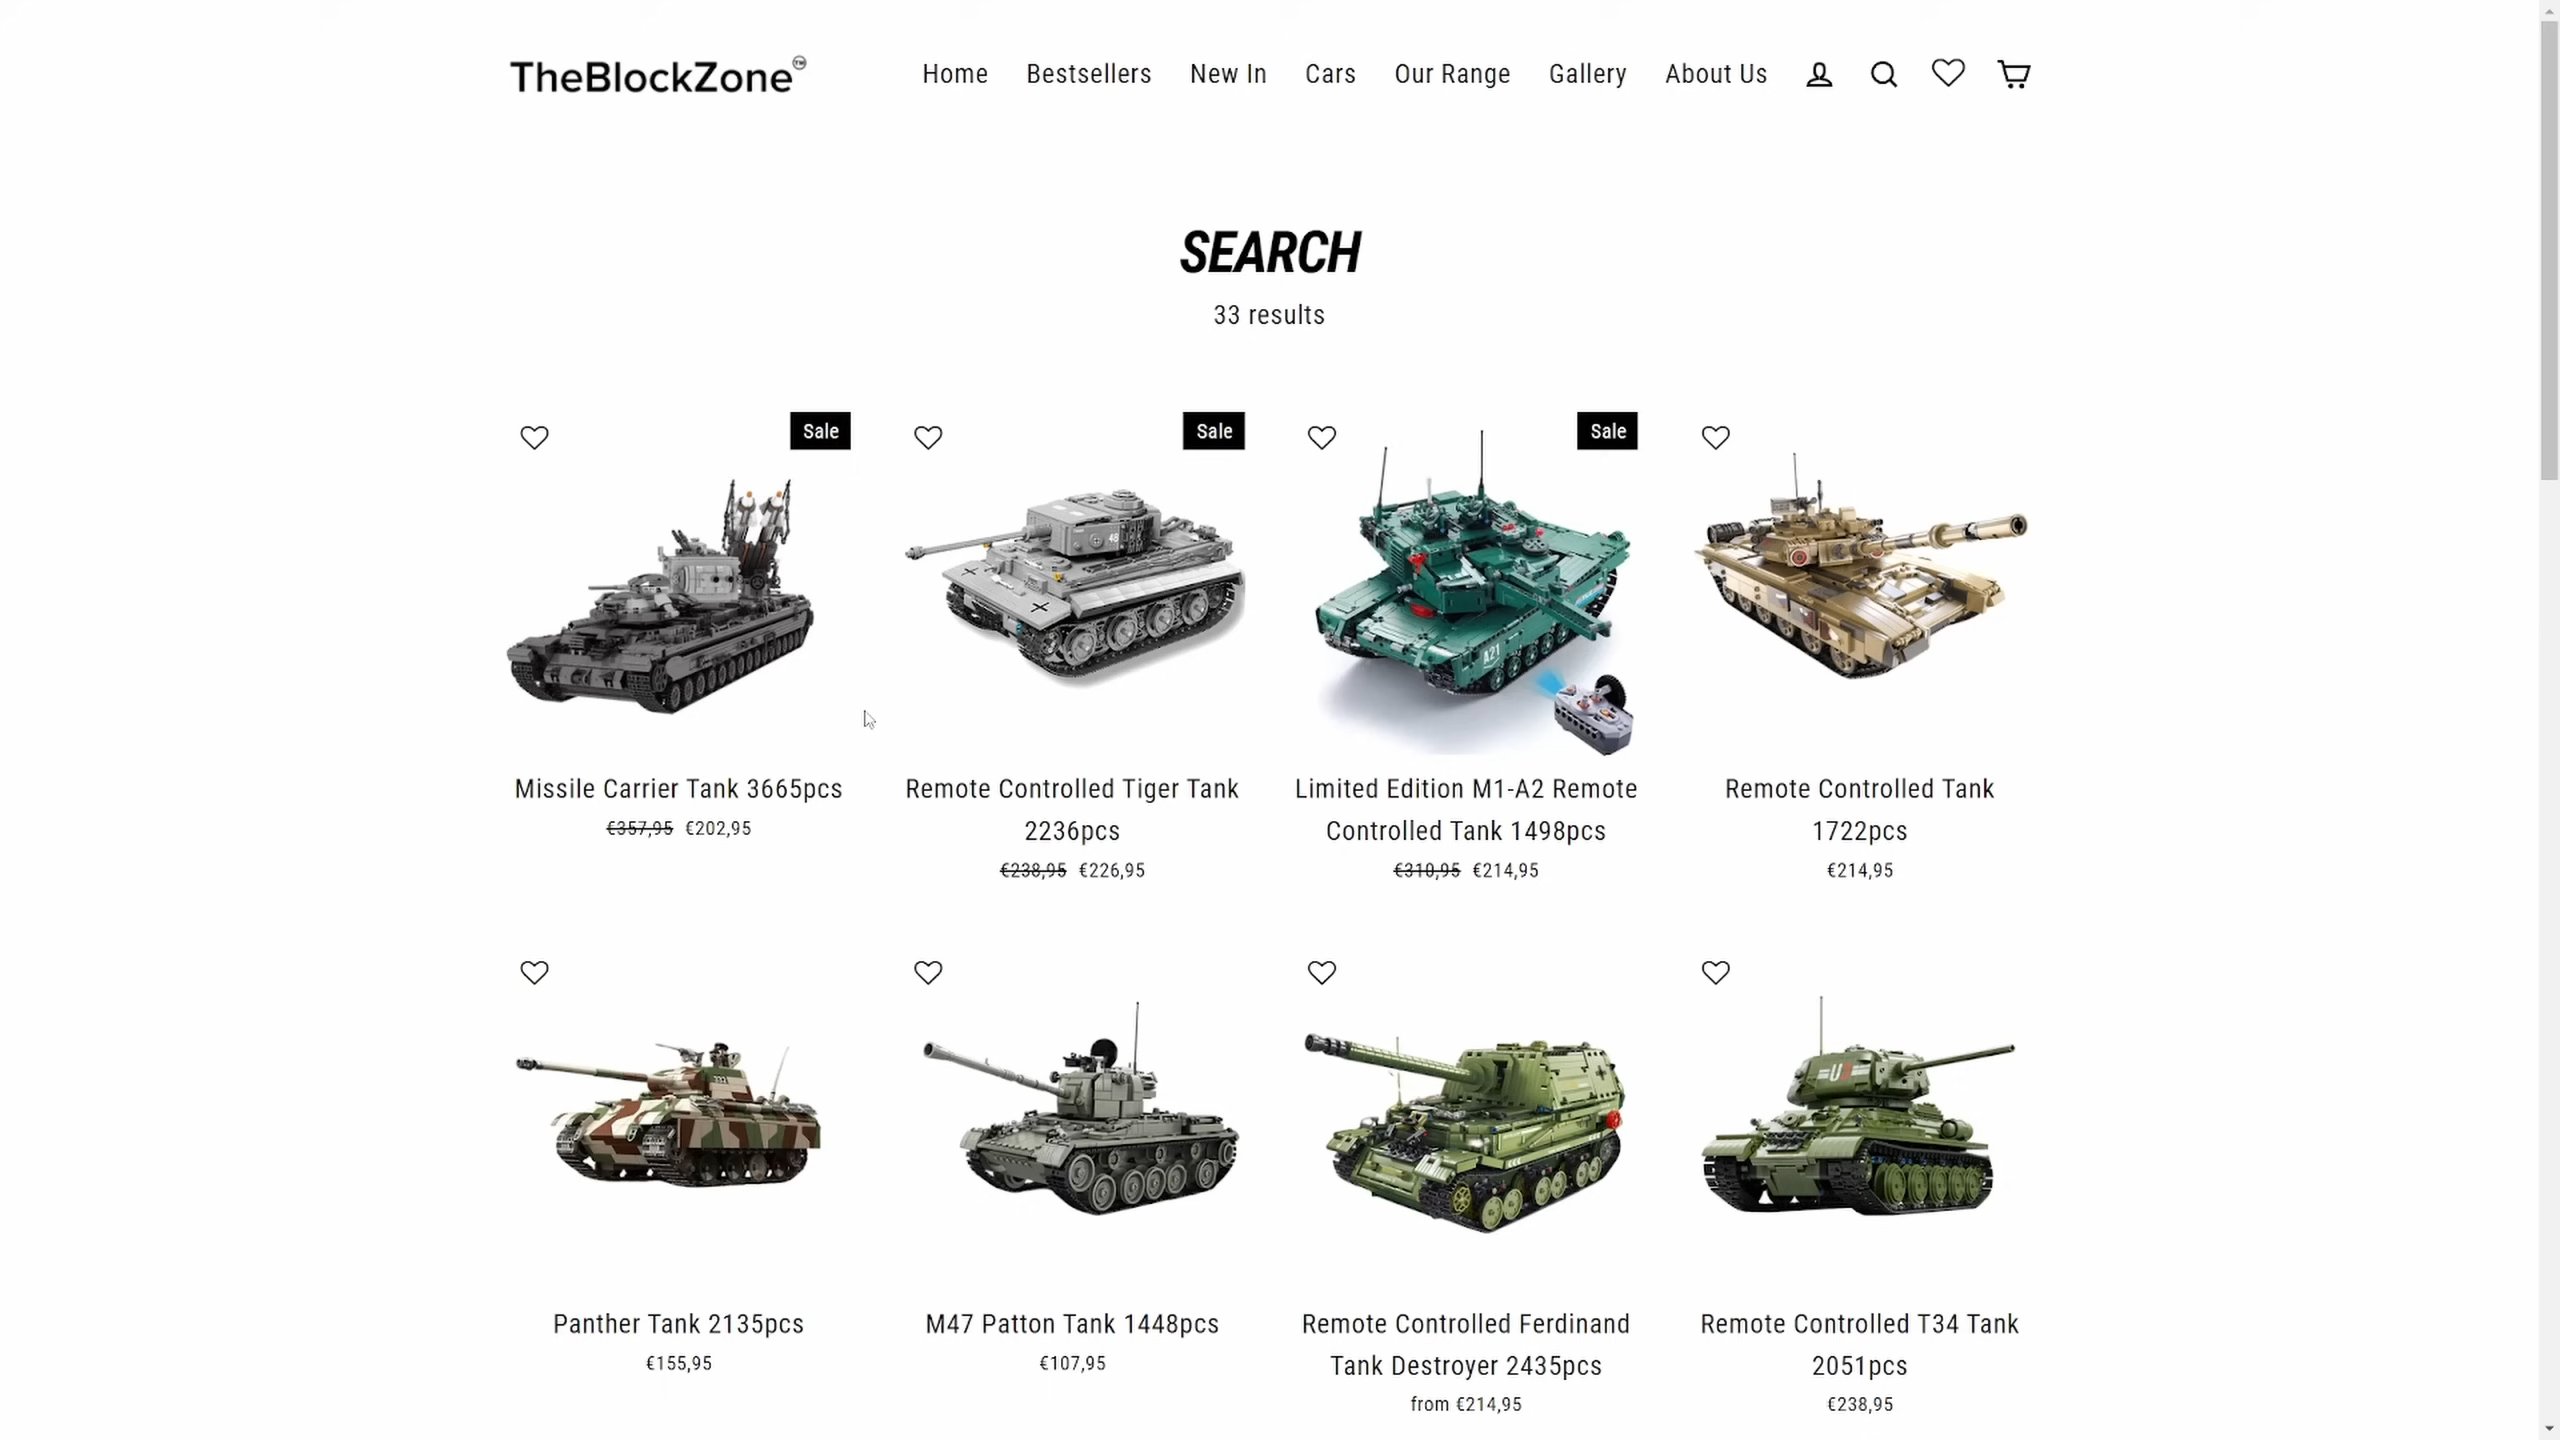 TheBlockZone™
Home Bestsellers New In Cars Our Range Gallery About Us
SEARCH
33 results
Sale
Sale
Sale
48
A21
Missile Carrier Tank 3665pcs
€357,95 €202,95
Remote Controlled Tiger Tank
2236pcs
€238,95 €226,95
Limited Edition M1-A2 Remote
Controlled Tank 1498pcs
€310,95 €214,95
Remote Controlled Tank
1722pcs
€214,95
Panther Tank 2135pcs
€155,95
M47 Patton Tank 1448pcs
€107,95
Remote Controlled Ferdinand
Tank Destroyer 2435pcs
from €214,95
Remote Controlled T34 Tank
2051pcs
€238,95